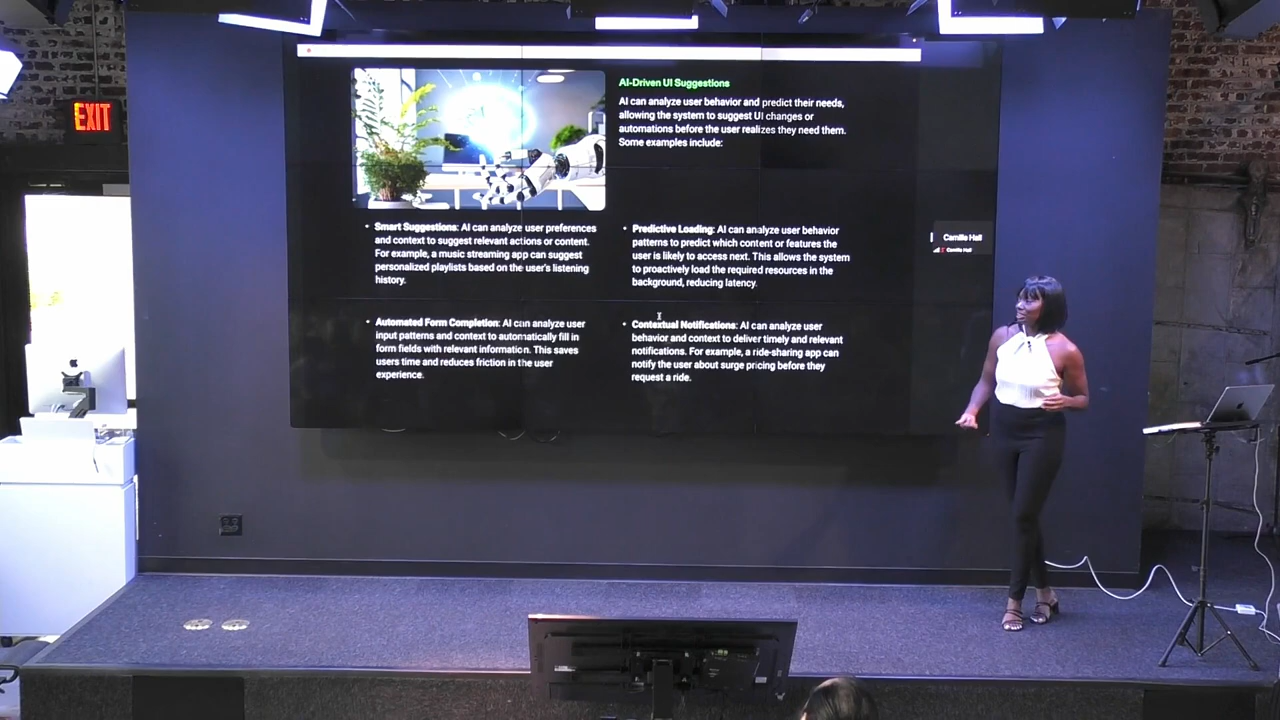 EXIT
AI-Driven UI Suggestions
AI can analyze user behavior and predict their needs,
allowing the system to suggest UI changes or
automations before the user realizes they need them.
Some examples include:
• Smart Suggestions: AI can analyze user preferences
and context to suggest relevant actions or content.
For example, a music streaming app can suggest
personalized playlists based on the user's listening
history.
• Predictive Loading: AI can analyze user behavior
patterns to predict which content or features the
user is likely to access next. This allows the system
to proactively load the required resources in the
background, reducing latency.
• Automated Form Completion: AI can analyze user
input patterns and context to automatically fill in
form fields with relevant information. This saves
users time and reduces friction in the user
experience.
• Contextual Notifications: AI can analyze user
behavior and context to deliver timely and relevant
notifications. For example, a ride-sharing app can
notify the user about surge pricing before they
request a ride.
Camille Hall
Camille Hall